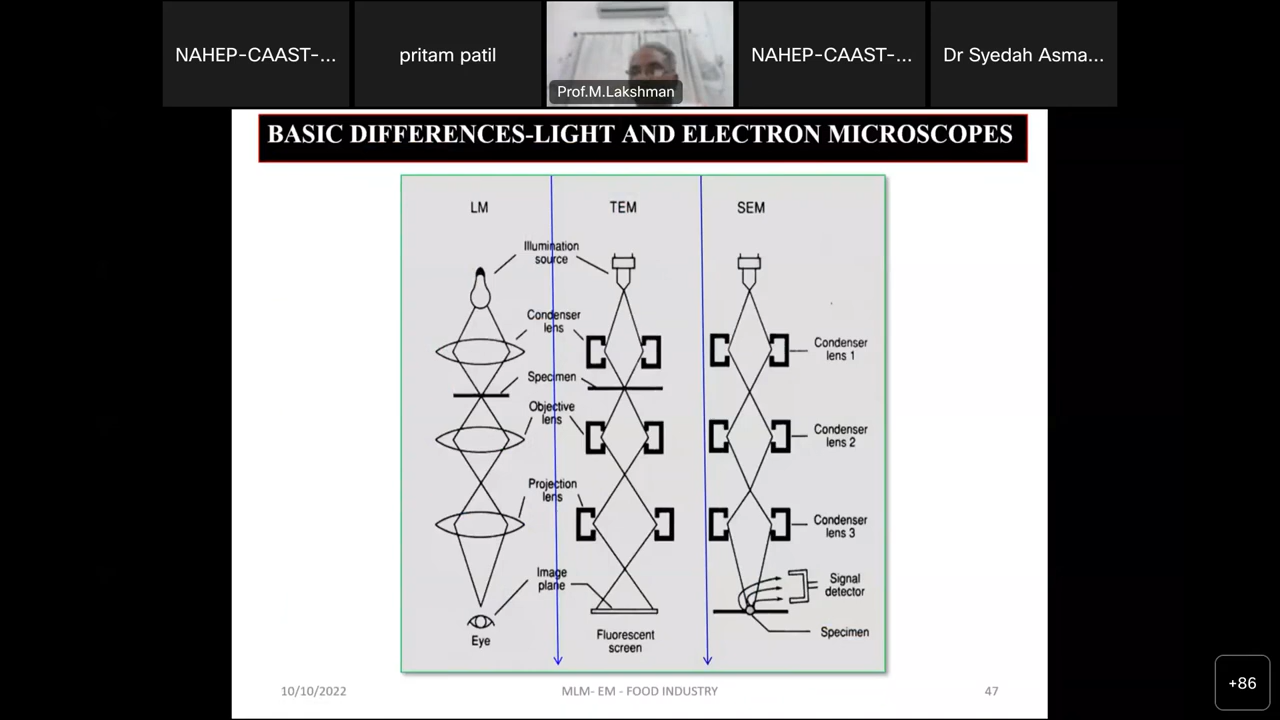 NAHEP-CAAST-...
pritam patil
Prof.M.Lakshman
NAHEP-CAAST-...
Dr Syedah Asma...
BASIC DIFFERENCES-LIGHT AND ELECTRON MICROSCOPES
LM
TEM
SEM
Illumination
source
Condenser
lens
Specimen
Objective
lens
Projection
lens
Image
plane
Eye
Fluorescent
screen
Condenser
lens 1
Condenser
lens 2
Condenser
lens 3
Signal
detector
Specimen
10/10/2022
MLM- EM - FOOD INDUSTRY
47
+86